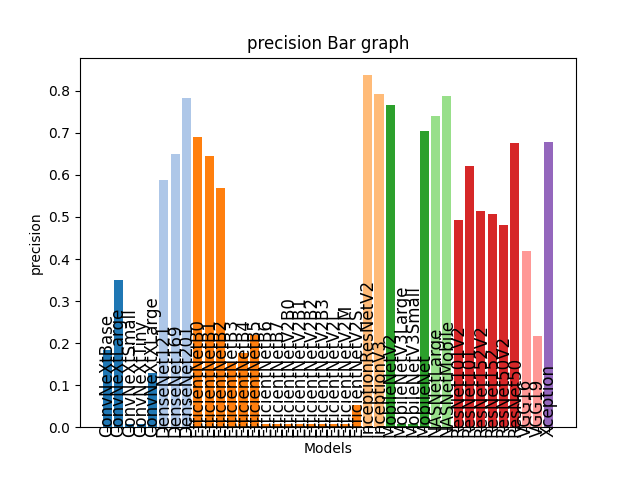 precision Bar graph
precision
0.8
0.7
0.6
0.5
0.4
0.3
0.2
0.1
0.0
ConvNeXtBase
ConvNeXtLarge
ConvNeXtSmall
ConvNeXtTiny
ConvNeXtXLarge
DenseNet121
DenseNet169
DenseNet201
EfficientNetB0
EfficientNetB1
EfficientNetB2
EfficientNetB3
EfficientNetB4
EfficientNetB5
EfficientNetB6
EfficientNetB7
EfficientNetV2B0
EfficientNetV2B1
EfficientNetV2B2
EfficientNetV2B3
EfficientNetV2L
EfficientNetV2M
EfficientNetV2S
InceptionResNetV2
InceptionV3
MobileNetV2
MobileNetV3Large
MobileNetV3Small
MobileNet
NASNetLarge
NASNetMobile
ResNet101V2
ResNet101
ResNet152V2
ResNet152
ResNet50V2
ResNet50
VGG16
VGG19
Xception
Models